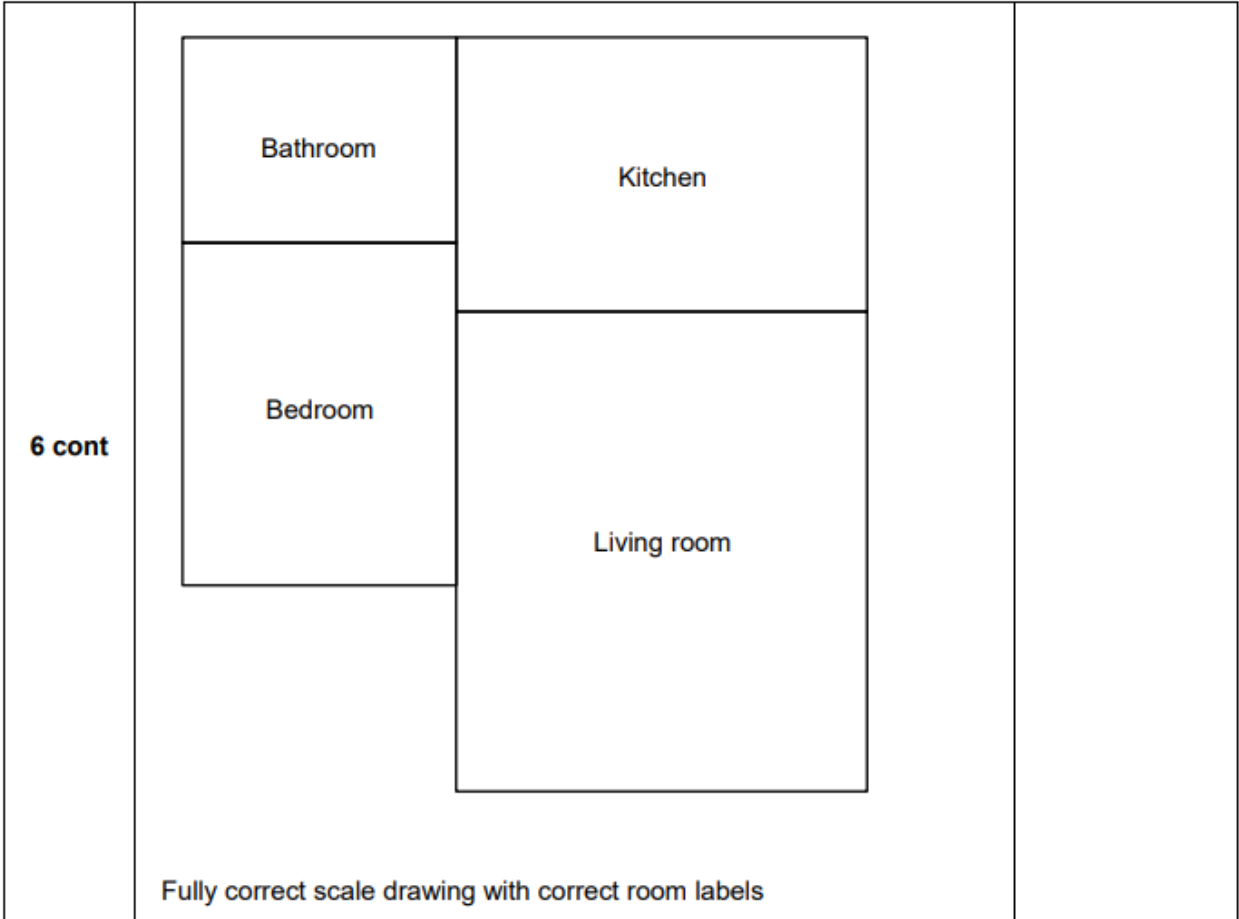 Bathroom
Kitchen
Bedroom
6 cont
Living room
Fully correct scale drawing with correct room labels